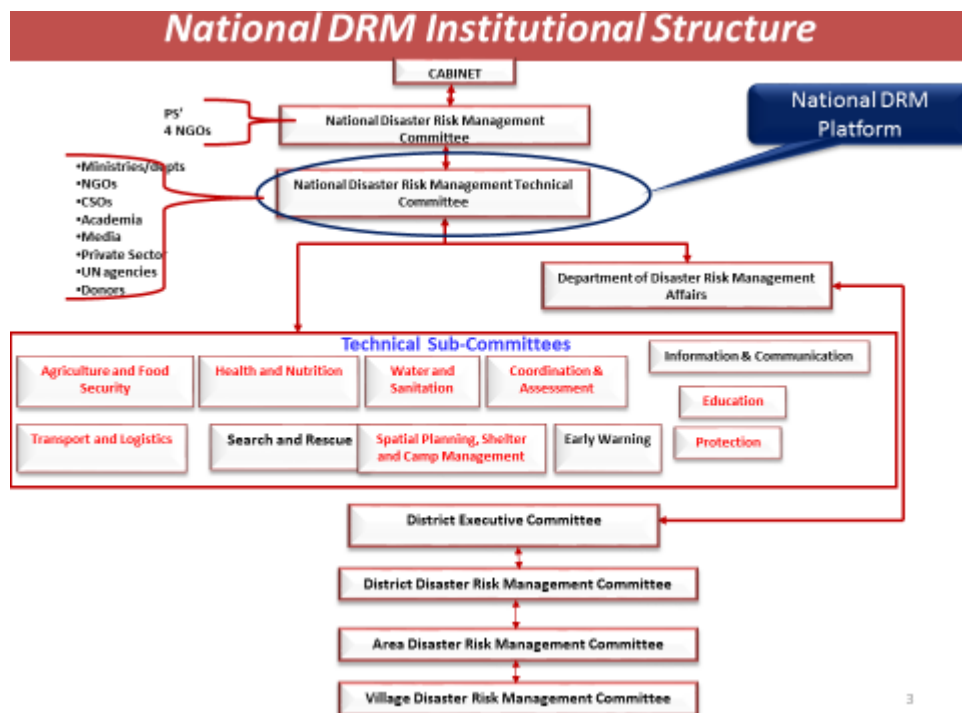 National DRM Institutional Structure
CABINET
PS'
4 NGOs
National Disaster Risk Management
Committee
National DRM
Platform
•Ministries/depts
•NGOs
•CSOs
•Academia
•Media
•Private Sector
•UN agencies
•Donors
National Disaster Risk Management Technical
Committee
Department of Disaster Risk Management
Affairs
Technical Sub-Committees
Agriculture and Food
Security
Health and Nutrition
Water and
Sanitation
Coordination &
Assessment
Information & Communication
Education
Transport and Logistics
Search and Rescue
Spatial Planning, Shelter
and Camp Management
Early Warning
Protection
District Executive Committee
District Disaster Risk Management Committee
Area Disaster Risk Management Committee
Village Disaster Risk Management Committee
3